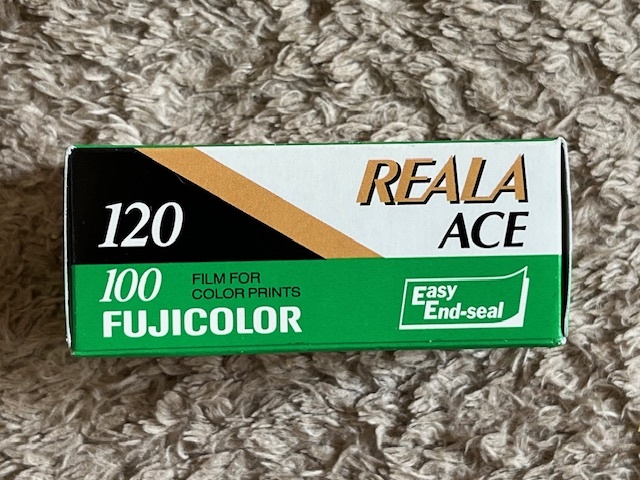 REALA
ACE
120
100
FILM FOR
COLOR PRINTS
FUJICOLOR
Easy
End-seal